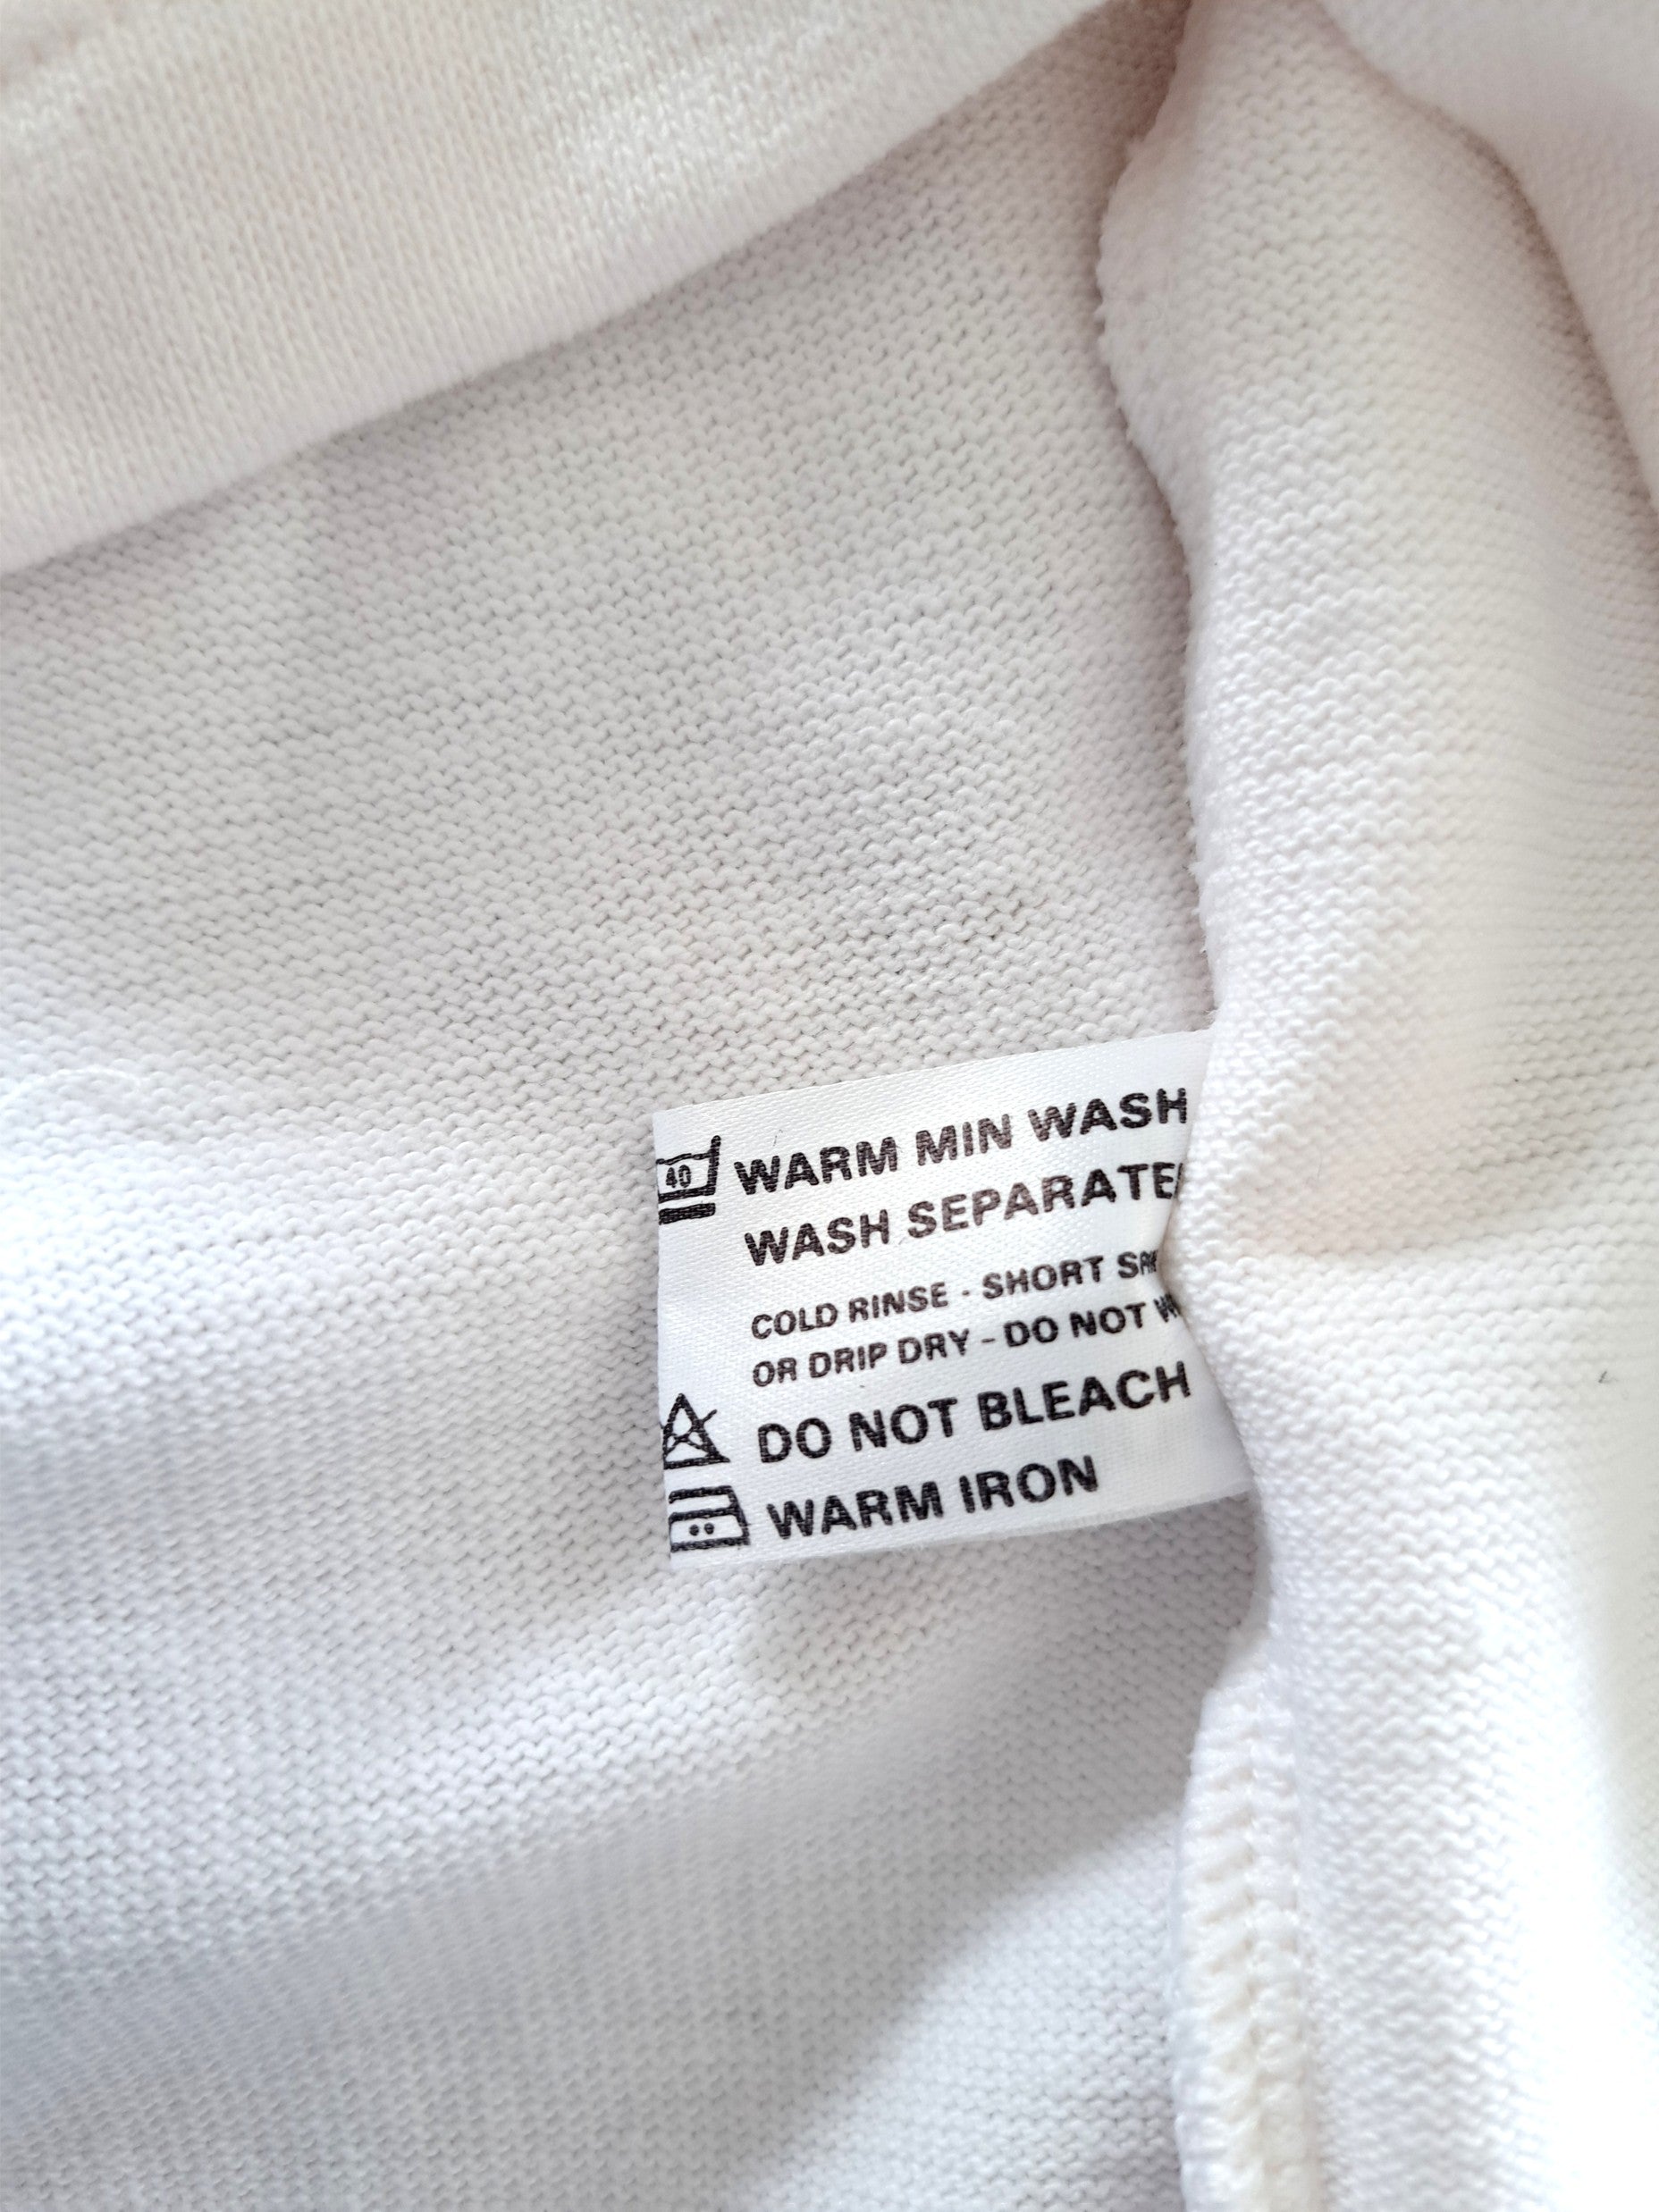 40 WARM MIN WASH
WASH SEPARATE
COLD RINSE - SHORT
OR DRIP DRY - DO NOT
DO NOT BLEACH
WARM IRON